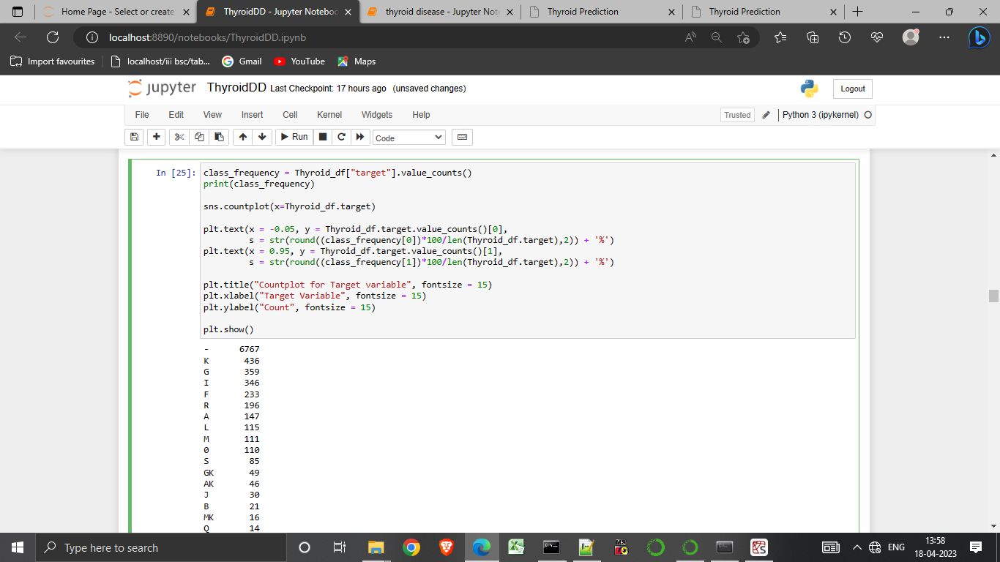 Home Page - Select or create
ThyroidDD - Jupyter Noteboo
thyroid disease - Jupyter Not
Thyroid Prediction
Thyroid Prediction
localhost:8890/notebooks/ThyroidDD.ipynb
Import favourites
localhost/iii bsc/tab...
Gmail
YouTube
Maps
jupyter ThyroidDD Last Checkpoint: 17 hours ago (unsaved changes)
Logout
File Edit View Insert Cell Kernel Widgets Help
Trusted
Python 3 (ipykernel)
Run
Code
In [25]:
class_frequency = Thyroid_df["target"].value_counts()
print(class_frequency)
sns.countplot(x=Thyroid_df.target)
plt.text(x = -0.05, y = Thyroid_df.target.value_counts()[0],
s = str(round((class_frequency[0])*100/len(Thyroid_df.target),2)) + '%')
plt.text(x = 0.95, y = Thyroid_df.target.value_counts()[1],
s = str(round((class_frequency[1])*100/len(Thyroid_df.target),2)) + '%')
plt.title("Countplot for Target variable", fontsize = 15)
plt.xlabel("Target Variable", fontsize = 15)
plt.ylabel("Count", fontsize = 15)
plt.show()
- 6767
K 436
G 359
I 346
F 233
R 196
A 147
L 115
M 111
0 110
S 85
GK 49
AK 46
J 30
B 21
MK 16
Q 14
Type here to search
ENG
13:58
18-04-2023